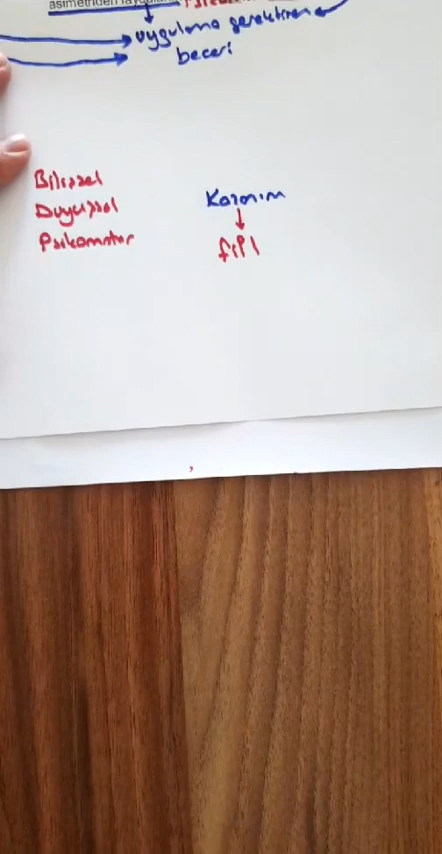 uygulama gerektiren
beceri
Bilişsel
Duyuşsal
Psikomotor
Kazanım
fiil